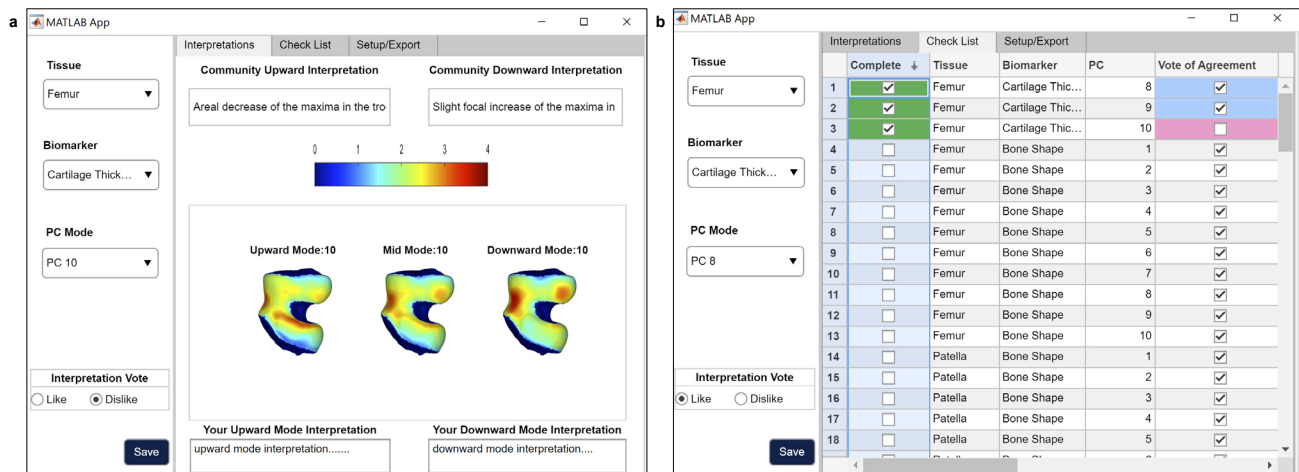 a
MATLAB App
Tissue
Femur
Biomarker
Cartilage Thick...
PC Mode
PC 10
Interpretation Vote
Like Dislike
Save
Interpretations Check List Setup/Export
Community Upward Interpretation Community Downward Interpretation
Areal decrease of the maxima in the tro Slight focal increase of the maxima in
0 1 2 3 4
Upward Mode:10 Mid Mode:10 Downward Mode:10
Your Upward Mode Interpretation Your Downward Mode Interpretation
upward mode interpretation....... downward mode interpretation....
b
MATLAB App
Tissue
Femur
Biomarker
Cartilage Thick...
PC Mode
PC 8
Interpretation Vote
Like Dislike
Save
Interpretations Check List Setup/Export
Complete Tissue Biomarker PC Vote of Agreement
1 Femur Cartilage Thic... 8
2 Femur Cartilage Thic... 9
3 Femur Cartilage Thic... 10
4 Femur Bone Shape 1
5 Femur Bone Shape 2
6 Femur Bone Shape 3
7 Femur Bone Shape 4
8 Femur Bone Shape 5
9 Femur Bone Shape 6
10 Femur Bone Shape 7
11 Femur Bone Shape 8
12 Femur Bone Shape 9
13 Femur Bone Shape 10
14 Patella Bone Shape 1
15 Patella Bone Shape 2
16 Patella Bone Shape 3
17 Patella Bone Shape 4
18 Patella Bone Shape 5